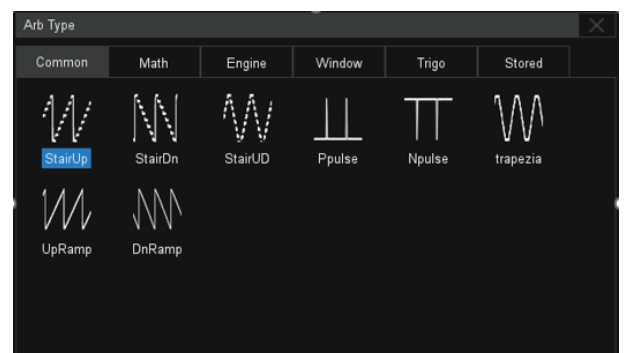 Arb Type
Common Math Engine Window Trigo Stored
StairUp StairDn StairUD Ppulse Npulse trapezia
UpRamp DnRamp